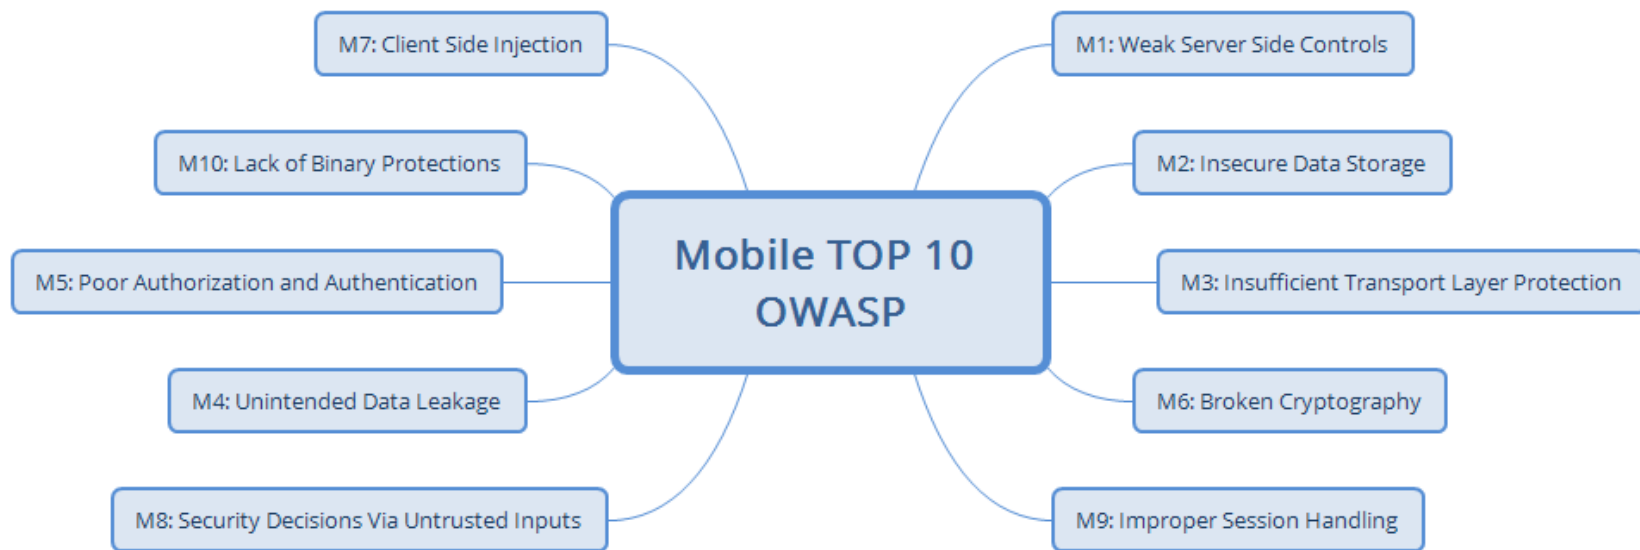 M7: Client Side Injection
M1: Weak Server Side Controls
M10: Lack of Binary Protections
M2: Insecure Data Storage
Mobile TOP 10
OWASP
M5: Poor Authorization and Authentication
M3: Insufficient Transport Layer Protection
M4: Unintended Data Leakage
M6: Broken Cryptography
M8: Security Decisions Via Untrusted Inputs
M9: Improper Session Handling